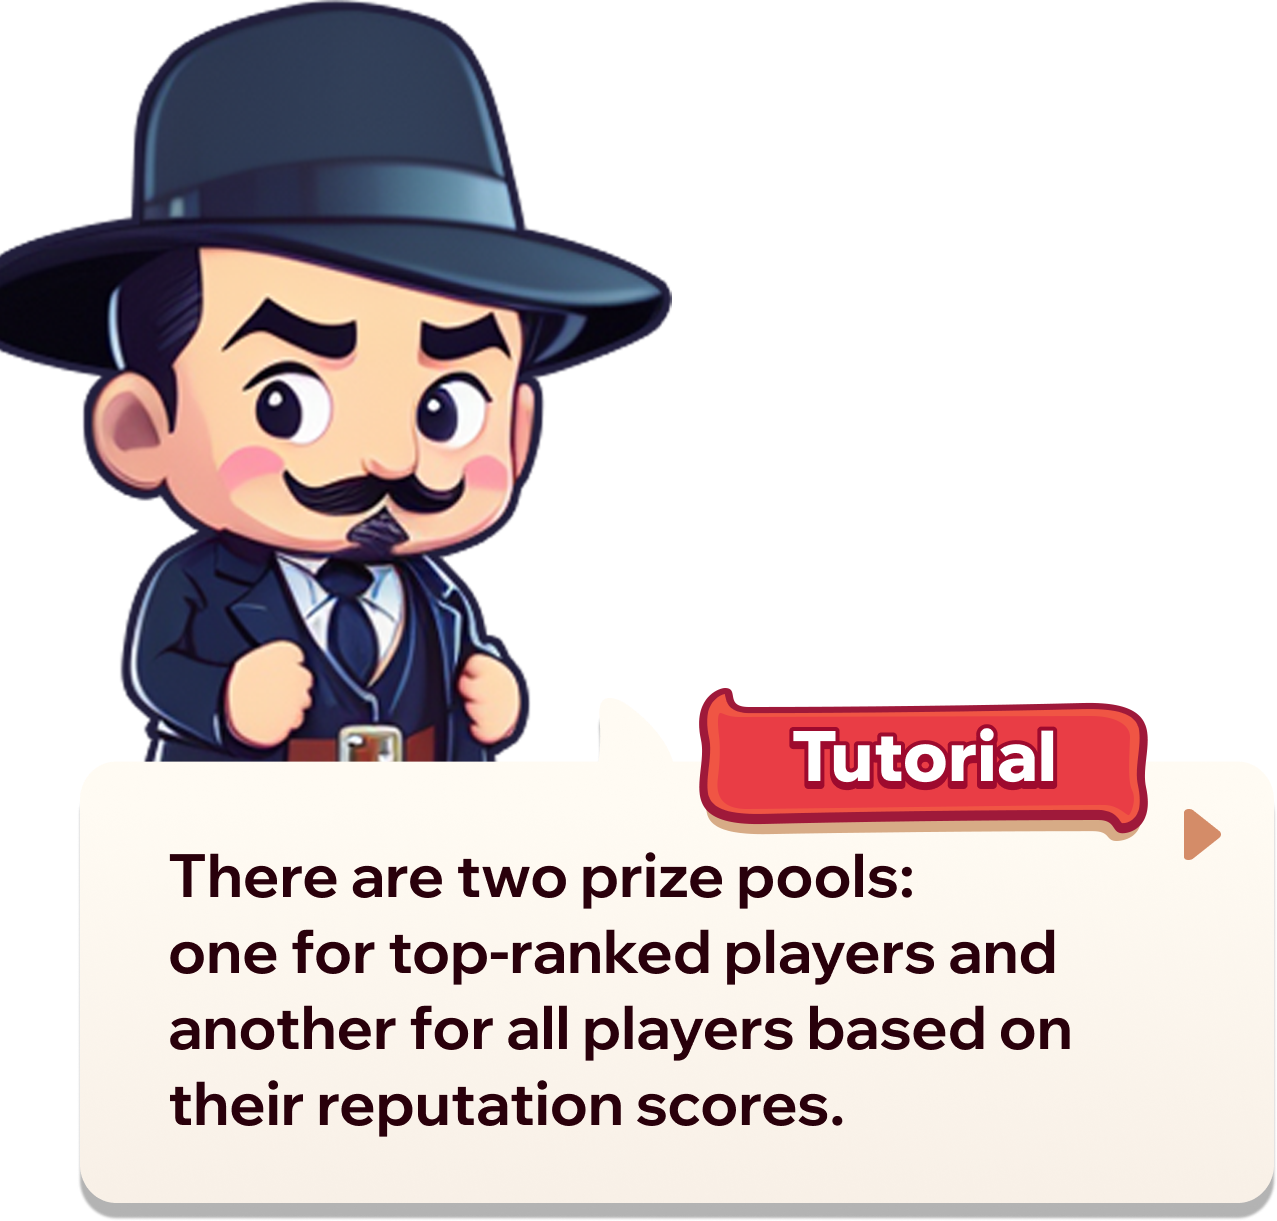 Tutorial
There are two prize pools:
one for top-ranked players and
another for all players based on
their reputation scores.